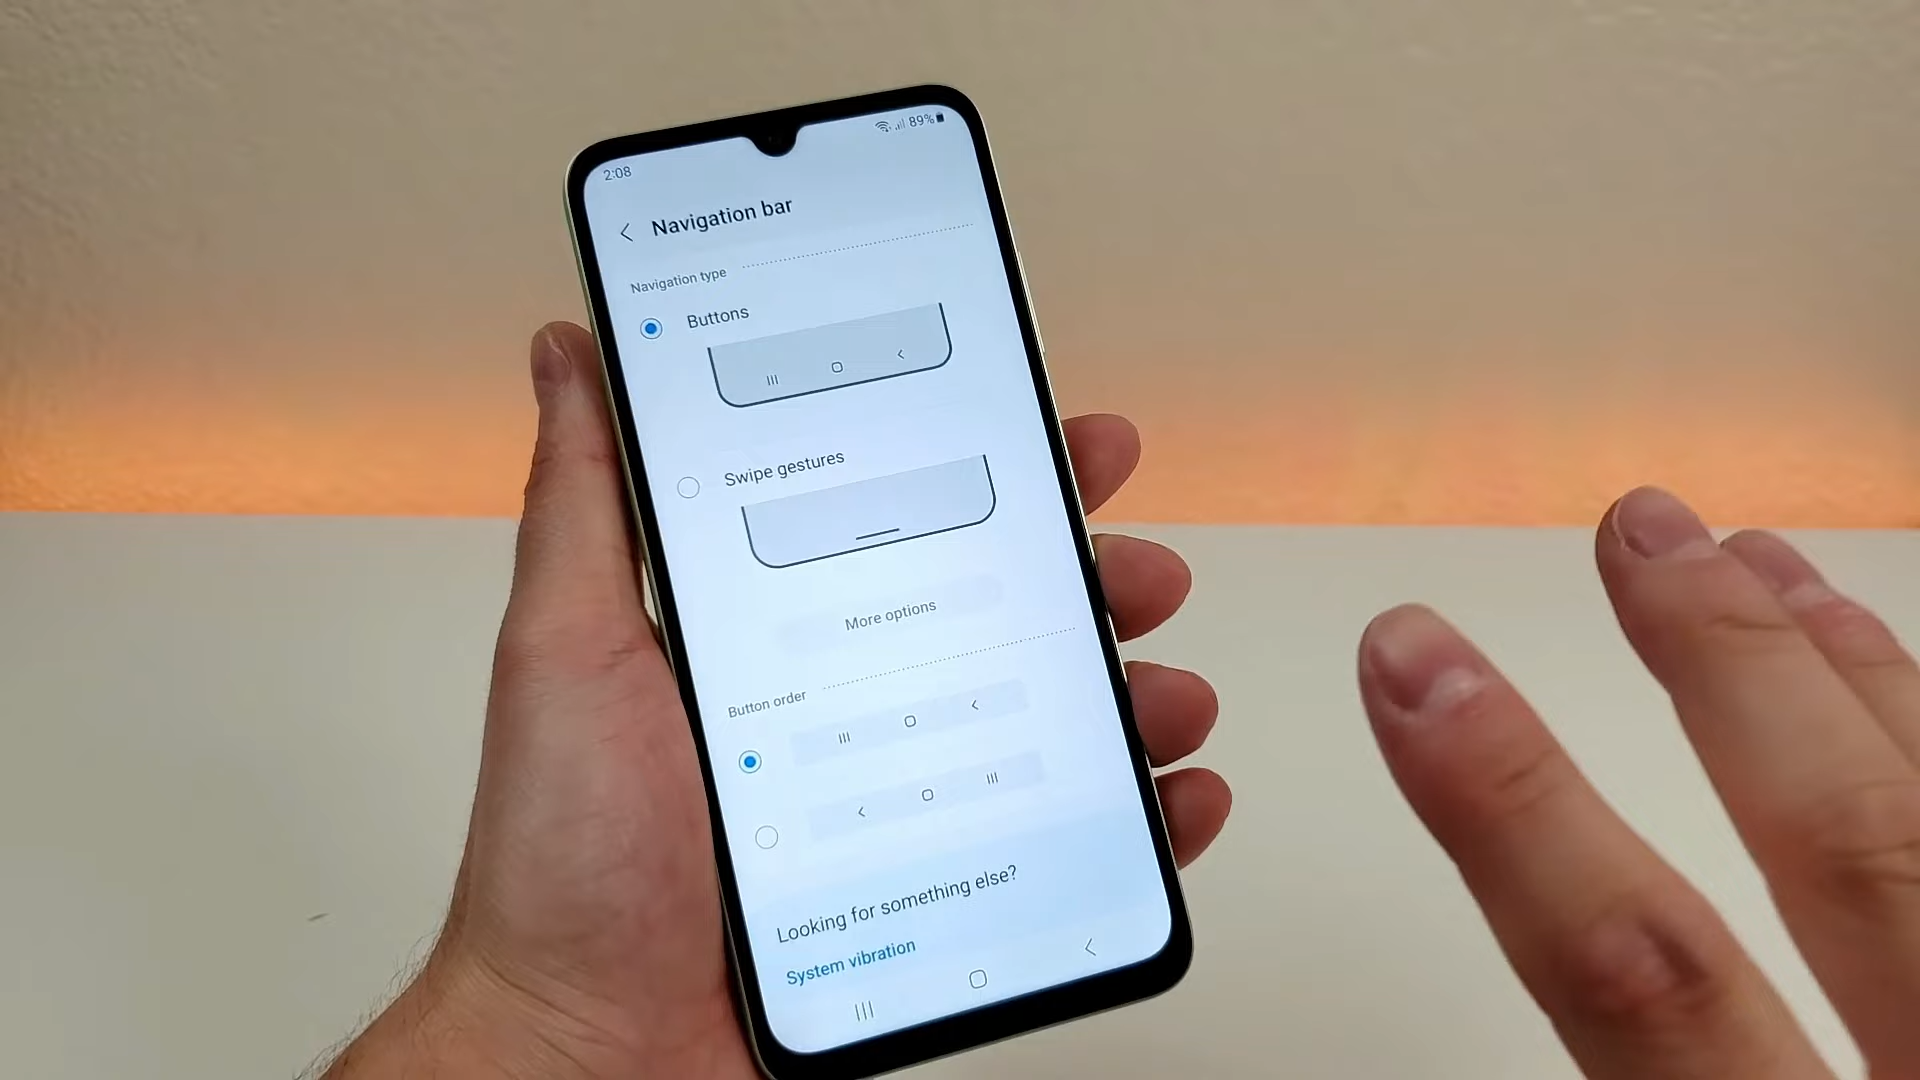 2:08
89%
Navigation bar
Navigation type
Buttons
Swipe gestures
More options
Button order
Looking for something else?
System vibration